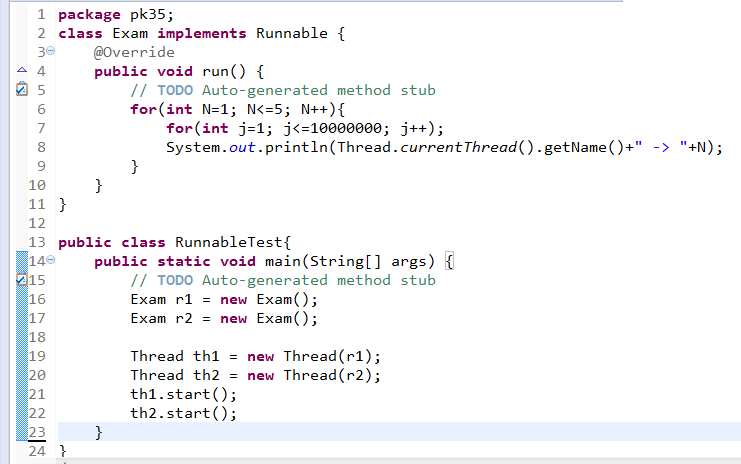 1 package pk35;
2 class Exam implements Runnable {
3 @Override
4 public void run() {
5 // TODO Auto-generated method stub
6 for(int N=1; N<=5; N++){
7 for(int j=1; j<=10000000; j++);
8 System.out.println(Thread.currentThread().getName()+" -> "+N);
9 }
10 }
11 }
12
13 public class RunnableTest{
14 public static void main(String[] args) {
15 // TODO Auto-generated method stub
16 Exam r1 = new Exam();
17 Exam r2 = new Exam();
18
19 Thread th1 = new Thread(r1);
20 Thread th2 = new Thread(r2);
21 th1.start();
22 th2.start();
23 }
24 }